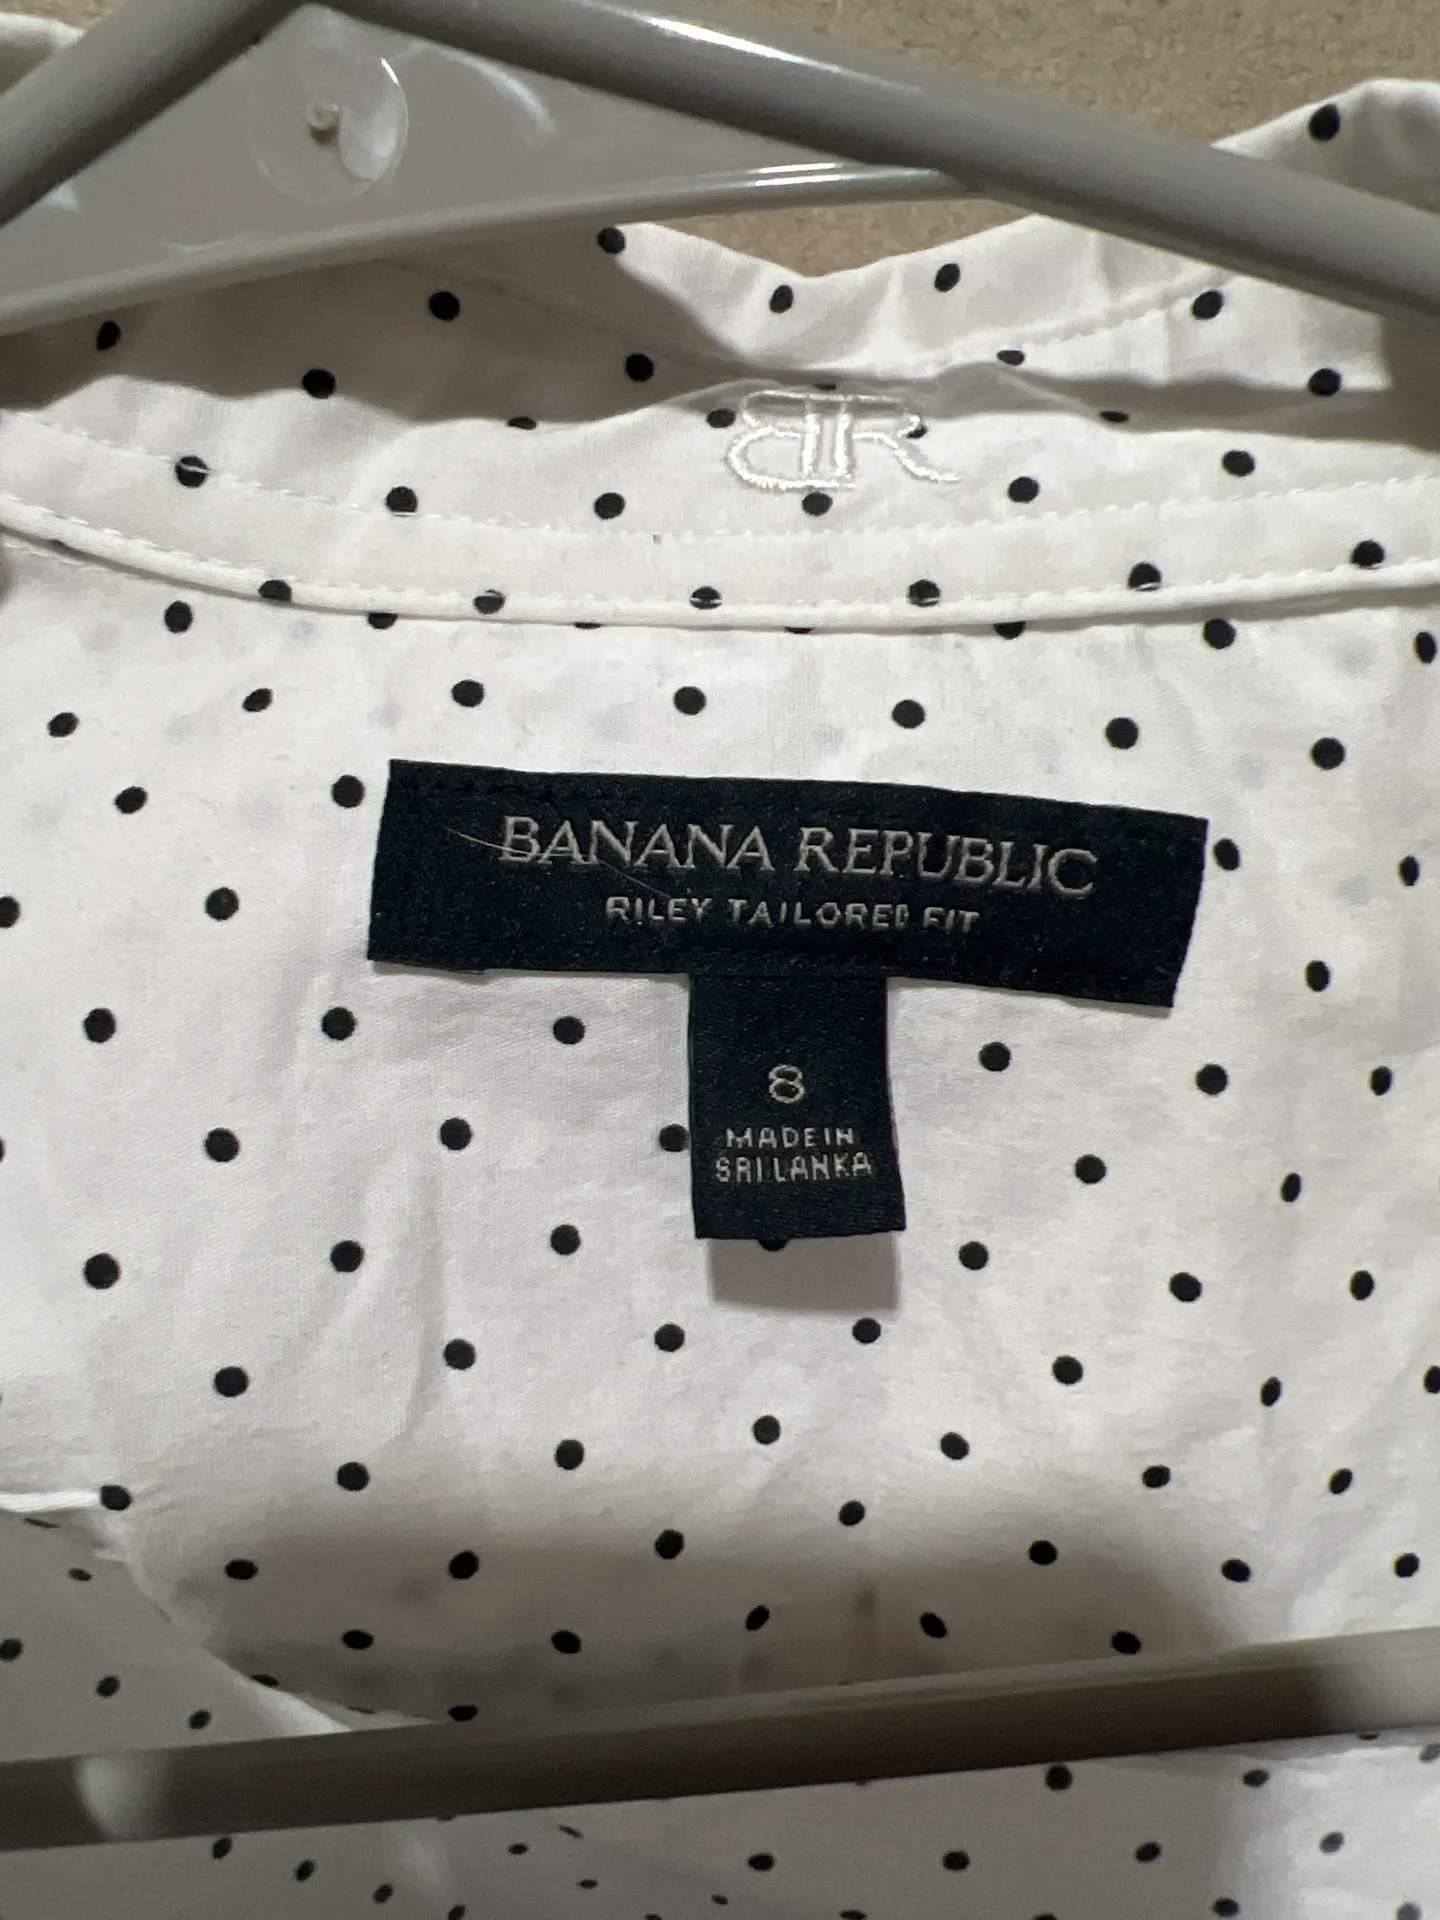 BR
BANANA REPUBLIC
RILEY TAILORED FIT
8
MADE IN
SRI LANKA